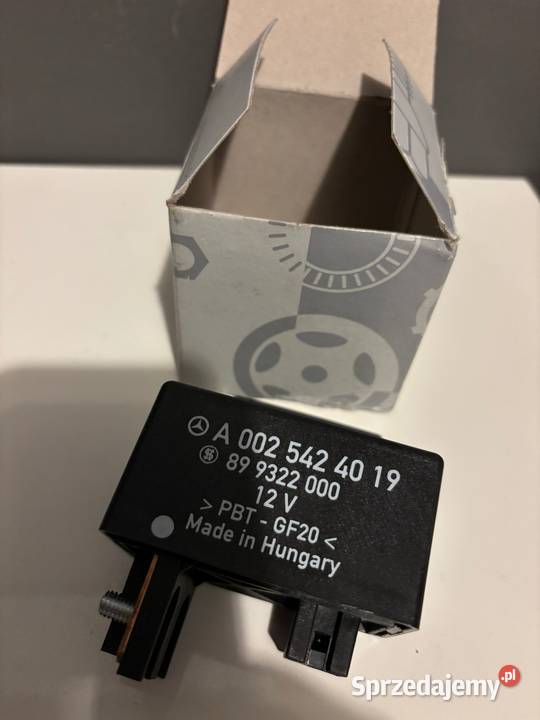 A 002 542 40 19
89 9322 000
12 V
> PBT - GF20 <
Made in Hungary
Sprzedajemy.pl